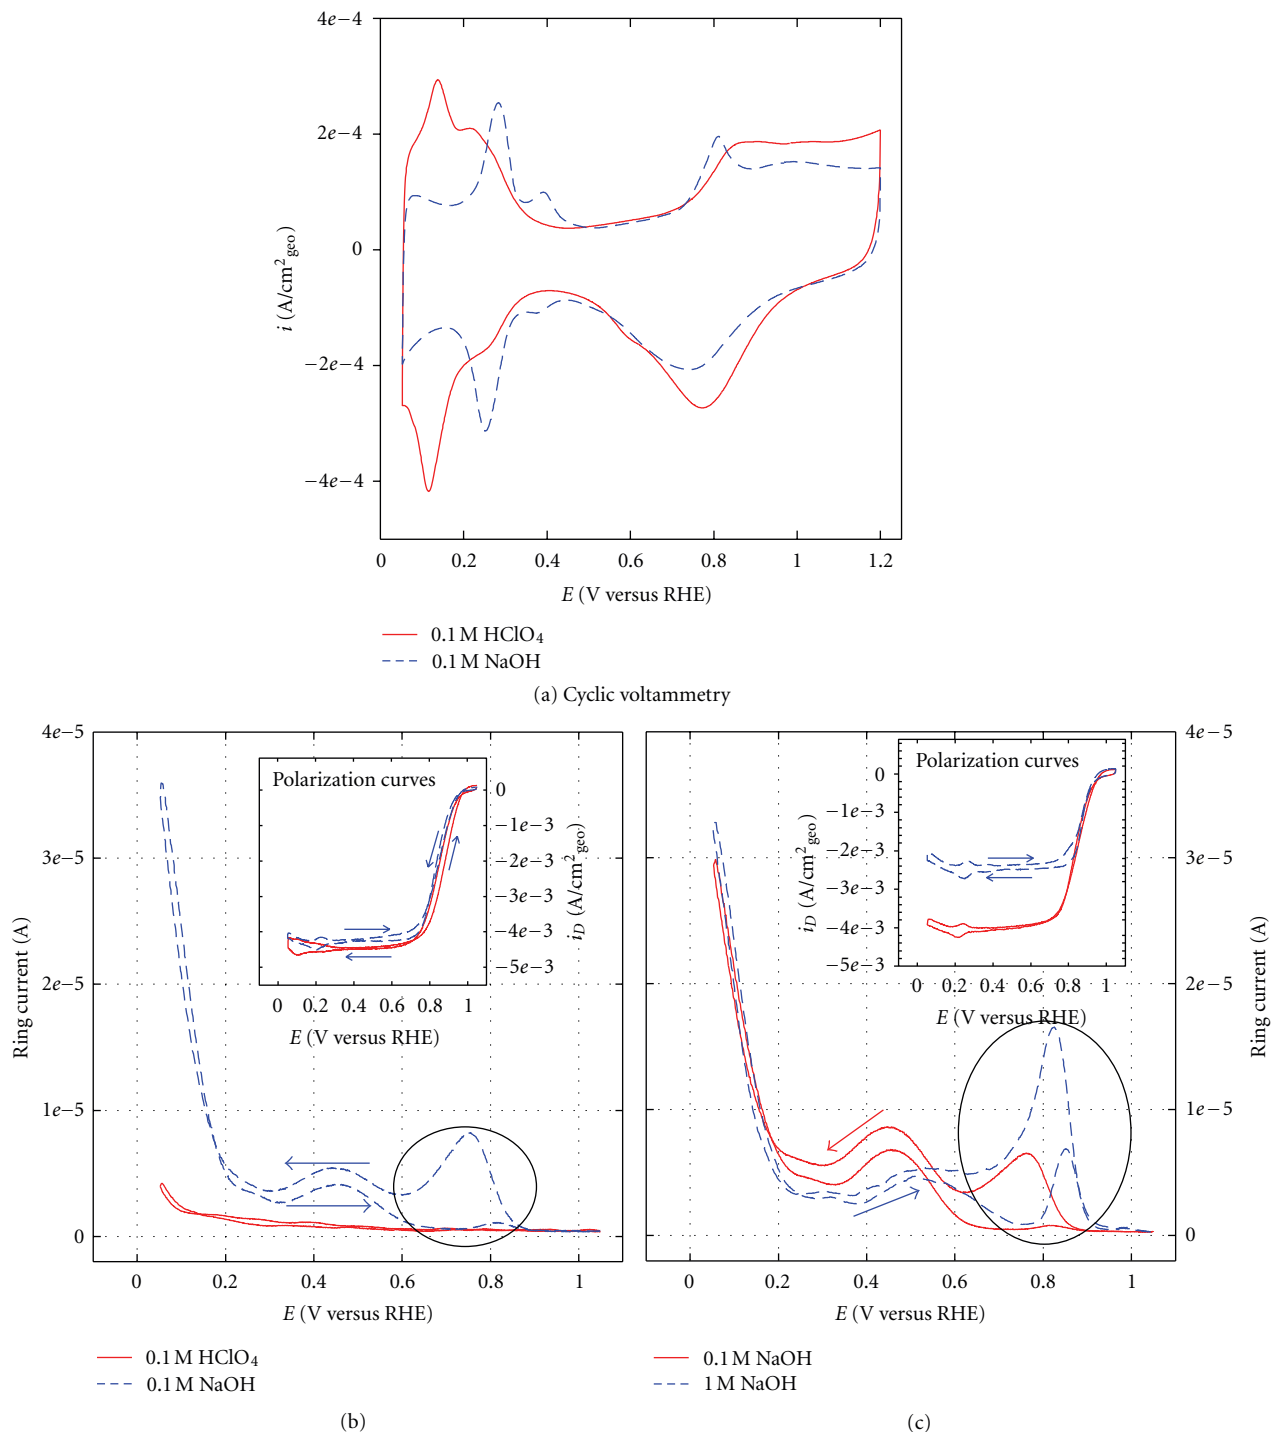 4e−4
2e−4
0
−2e−4
−4e−4
i (A/cm²geo)
0 0.2 0.4 0.6 0.8 1 1.2
E (V versus RHE)
0.1 M HClO₄
0.1 M NaOH
(a) Cyclic voltammetry
4e−5
3e−5
2e−5
1e−5
0
Ring current (A)
Polarization curves
0
−1e−3
−2e−3
−3e−3
−4e−3
−5e−3
i_D (A/cm²geo)
0 0.2 0.4 0.6 0.8 1
E (V versus RHE)
0 0.2 0.4 0.6 0.8 1
E (V versus RHE)
0.1 M HClO₄
0.1 M NaOH
(b)
Polarization curves
0
−1e−3
−2e−3
−3e−3
−4e−3
−5e−3
i_D (A/cm²geo)
0 0.2 0.4 0.6 0.8 1
E (V versus RHE)
4e−5
3e−5
2e−5
1e−5
0
Ring current (A)
0 0.2 0.4 0.6 0.8 1
E (V versus RHE)
0.1 M NaOH
1 M NaOH
(c)